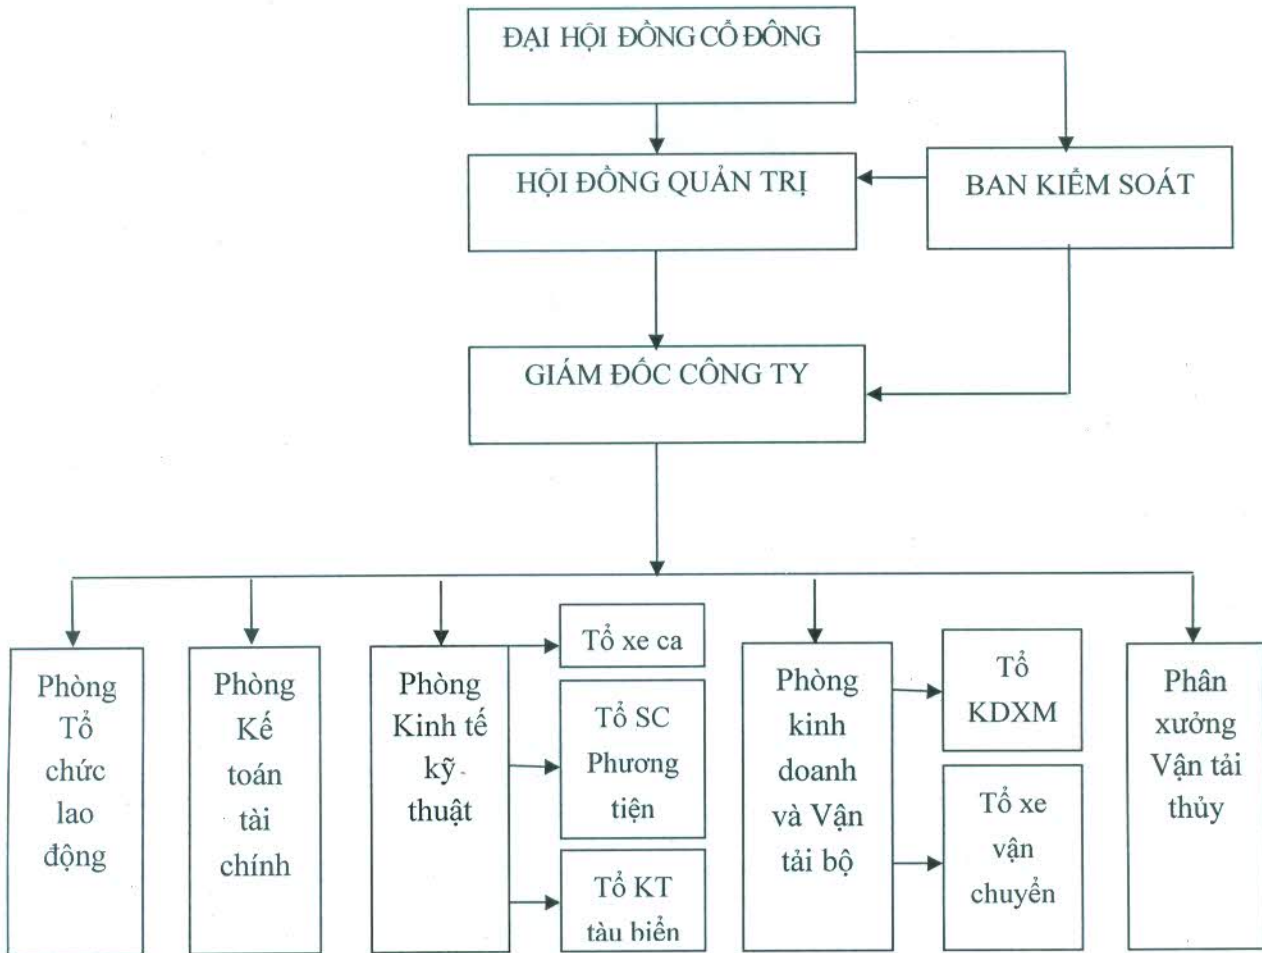 ĐẠI HỘI ĐỒNG CỔ ĐÔNG
HỘI ĐỒNG QUẢN TRỊ
BAN KIỂM SOÁT
GIÁM ĐỐC CÔNG TY
Phòng
Tổ
chức
lao
động
Phòng
Kế
toán
tài
chính
Phòng
Kinh tế
kỹ
thuật
Tổ xe ca
Tổ SC
Phương
tiện
Tổ KT
tàu biển
Phòng
kinh
doanh
và Vận
tải bộ
Tổ
KDXM
Tổ xe
vận
chuyển
Phân
xưởng
Vận tải
thủy